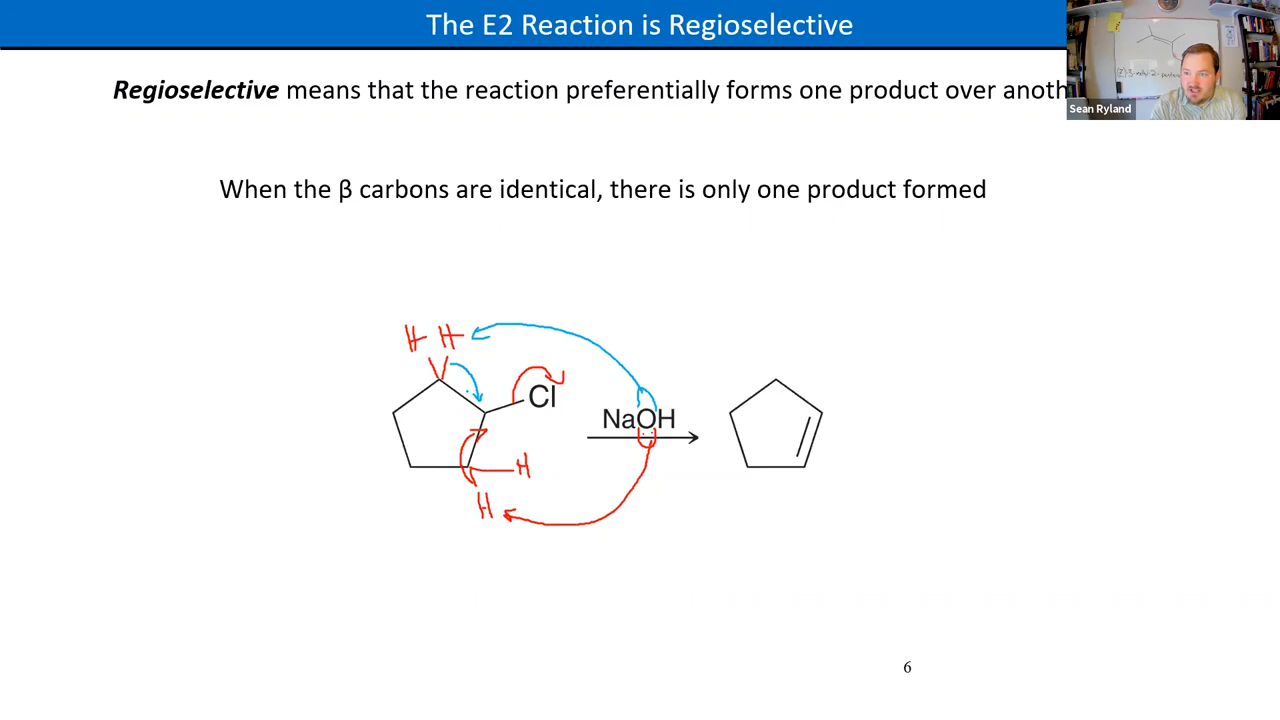 The E2 Reaction is Regioselective
Regioselective means that the reaction preferentially forms one product over anoth
Sean Ryland
When the β carbons are identical, there is only one product formed
H H
Cl
NaOH
H
H
6